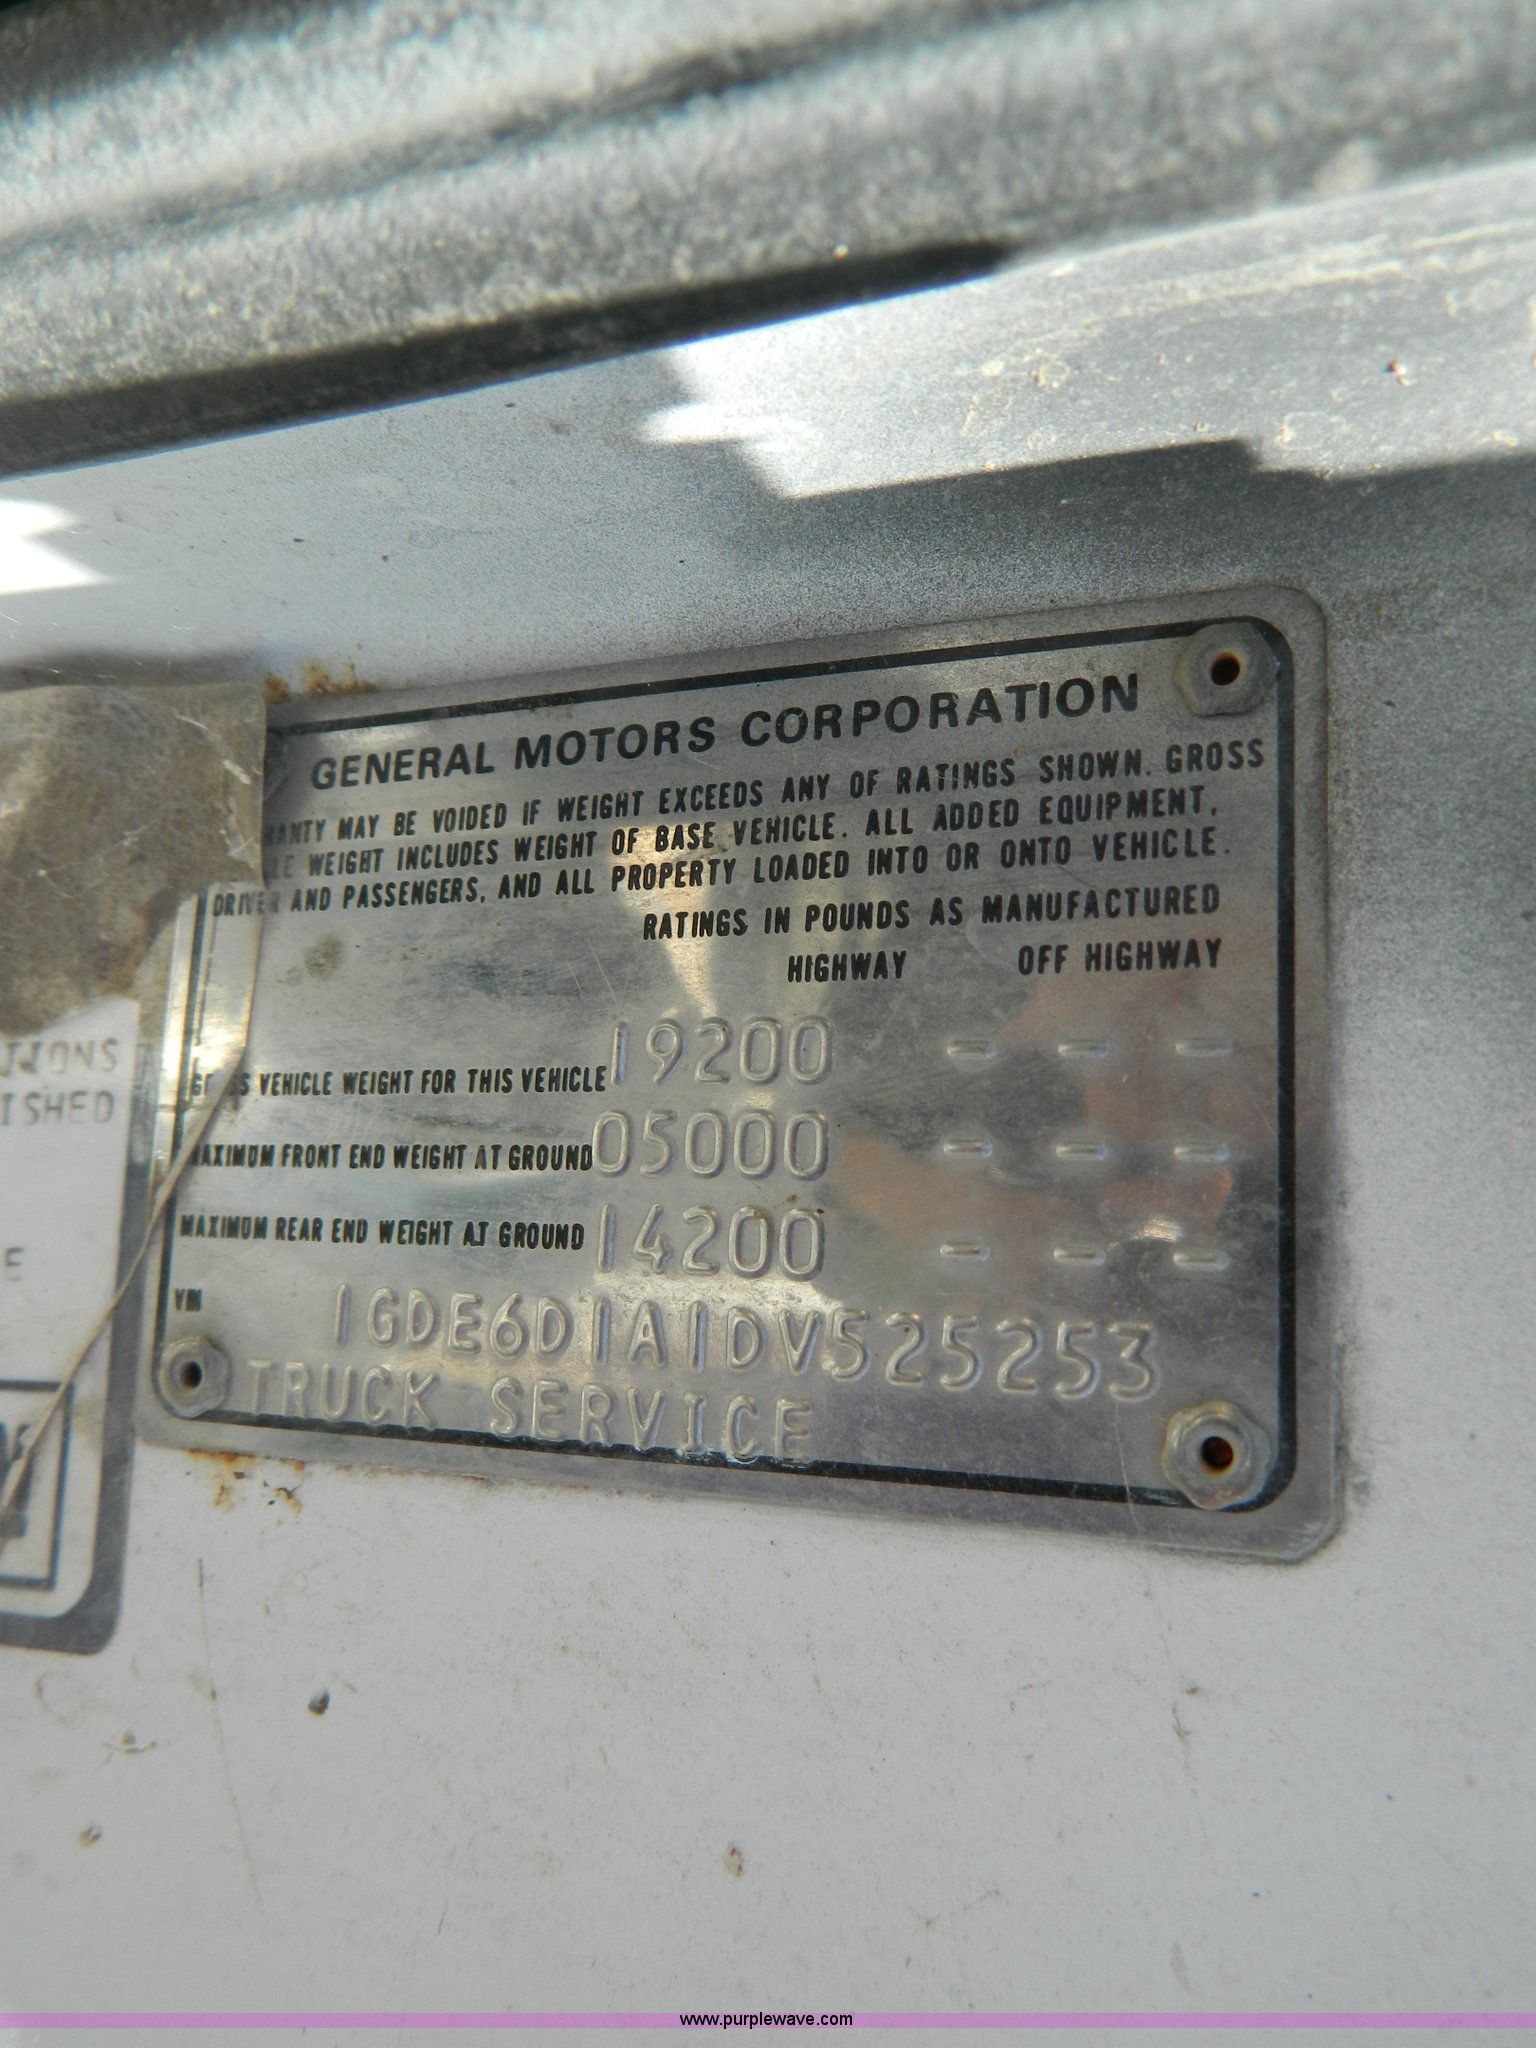 GENERAL MOTORS CORPORATION
MAY BE VOIDED IF WEIGHT EXCEEDS ANY OF RATINGS SHOWN. GROSS
WEIGHT INCLUDES WEIGHT OF BASE VEHICLE. ALL ADDED EQUIPMENT,
DRIVER AND PASSENGERS, AND ALL PROPERTY LOADED INTO OR ONTO VEHICLE.
RATINGS IN POUNDS AS MANUFACTURED
HIGHWAY OFF HIGHWAY
GROSS VEHICLE WEIGHT FOR THIS VEHICLE 19200 - - -
MAXIMUM FRONT END WEIGHT AT GROUND 05000 - - -
MAXIMUM REAR END WEIGHT AT GROUND 14200 - - -
VIN 1GDE6D1A1DV525253
TRUCK SERVICE
www.purplewave.com